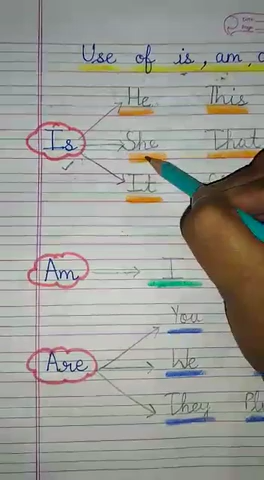 Use of is, am,
He This
Is She That
It
Am I
You
Are We
They